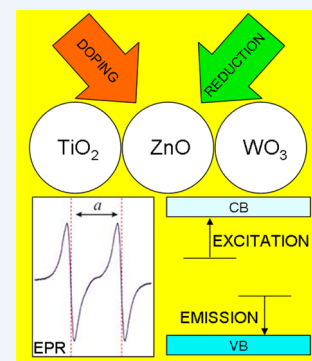 DOPING
REDUCTION
TiO₂ ZnO WO₃
a
EPR
CB
EXCITATION
EMISSION
VB